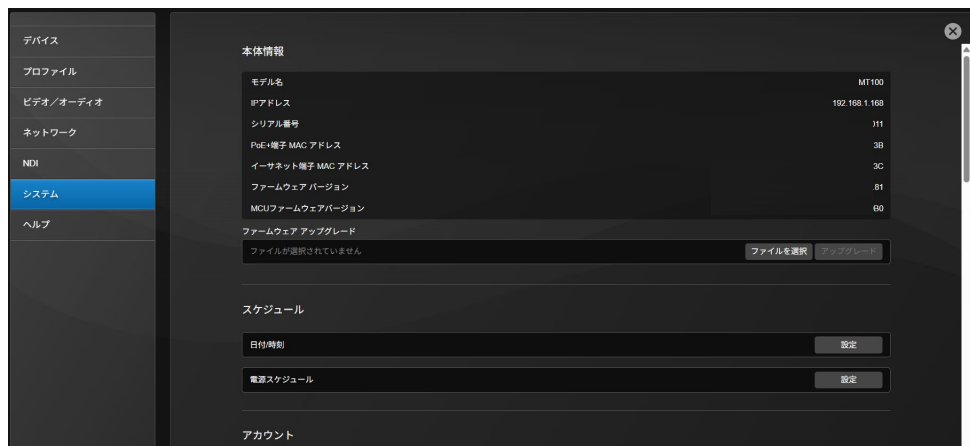 デバイス
プロファイル
ビデオ／オーディオ
ネットワーク
NDI
システム
ヘルプ
本体情報
モデル名 MT100
IPアドレス 192.168.1.168
シリアル番号 )11
PoE+端子 MAC アドレス 3B
イーサネット端子 MAC アドレス 3C
ファームウェア バージョン .81
MCUファームウェアバージョン
ファームウェア アップグレード
ファイルが選択されていません ファイルを選択 アップグレード
スケジュール
日付/時刻 設定
電源スケジュール 設定
アカウント